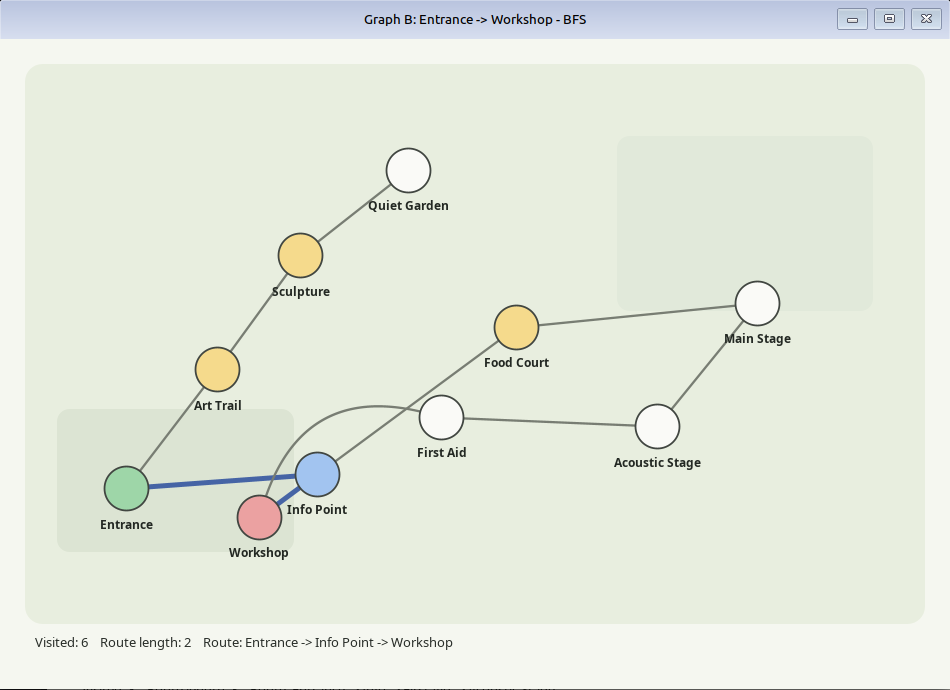 Graph B: Entrance -> Workshop - BFS
Quiet Garden
Sculpture
Main Stage
Food Court
Art Trail
First Aid
Acoustic Stage
Info Point
Entrance
Workshop
Visited: 6 Route length: 2 Route: Entrance -> Info Point -> Workshop